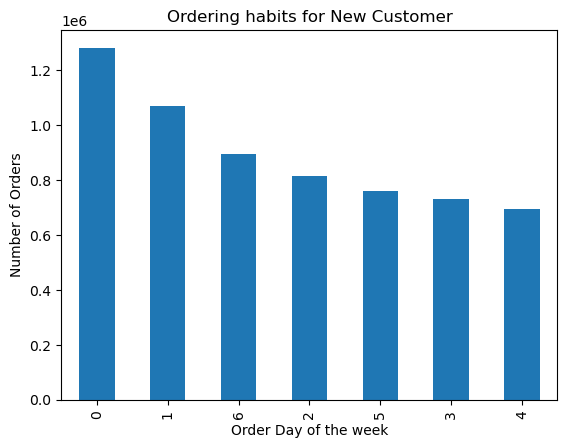 Ordering habits for New Customer
1e6
Number of Orders
1.2
1.0
0.8
0.6
0.4
0.2
0.0
0 1 6 2 5 3 4
Order Day of the week